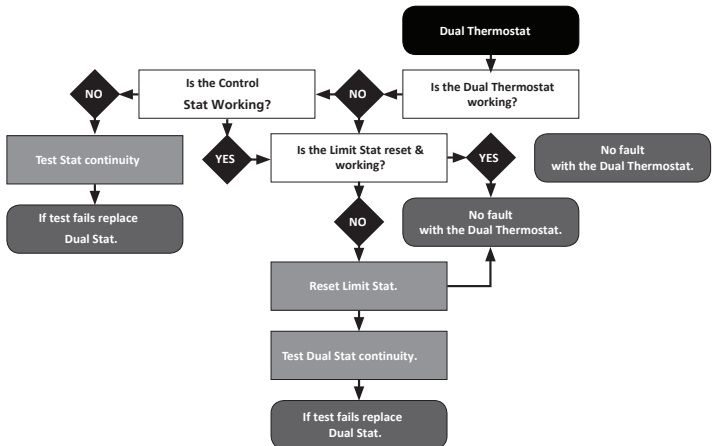 Dual Thermostat
Is the Dual Thermostat
working?
NO
Is the Control
Stat Working?
NO
Test Stat continuity
If test fails replace
Dual Stat.
YES
Is the Limit Stat reset &
working?
YES
No fault
with the Dual Thermostat.
No fault
with the Dual Thermostat.
NO
Reset Limit Stat.
Test Dual Stat continuity.
If test fails replace
Dual Stat.